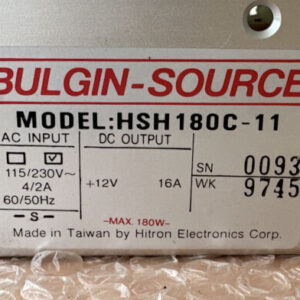 BULGIN-SOURCE
MODEL:HSH180C-11
AC INPUT
DC OUTPUT
115/230V~
4/2A
60/50Hz
-S-
+12V 16A
SN 0093
WK 9745
-MAX. 180W-
Made in Taiwan by Hitron Electronics Corp.